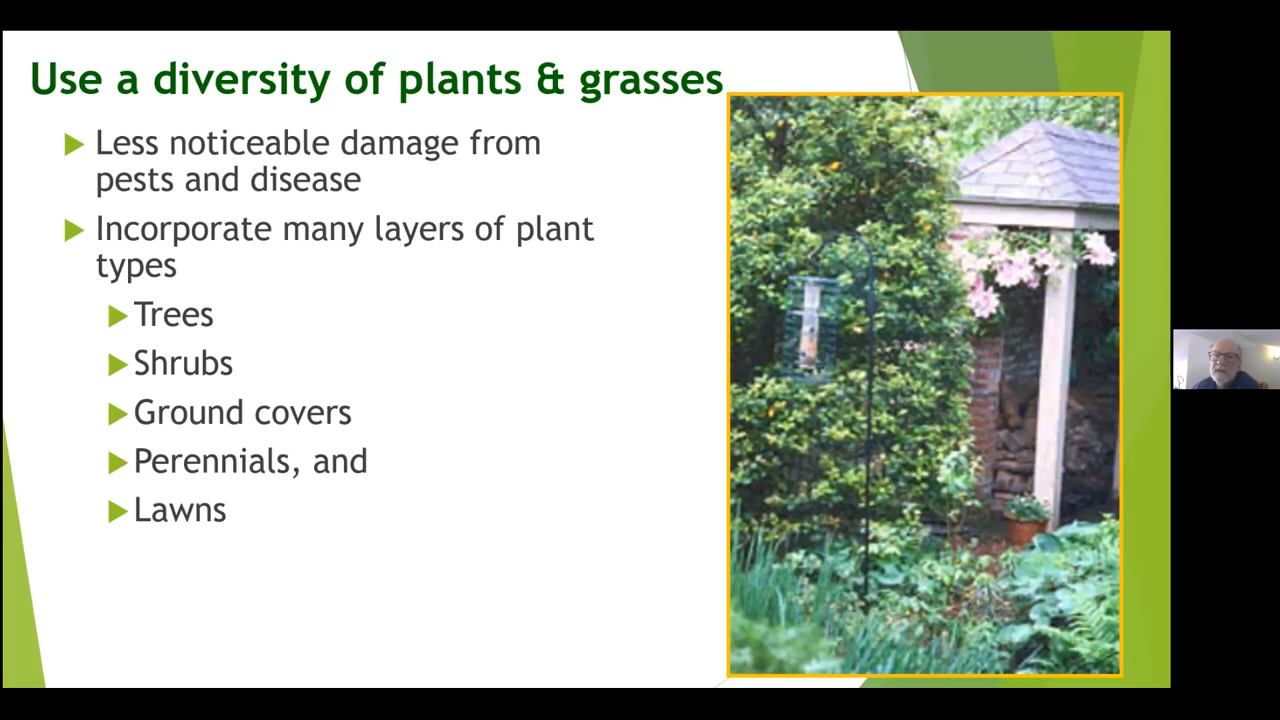 Use a diversity of plants & grasses
Less noticeable damage from
pests and disease
Incorporate many layers of plant
types
Trees
Shrubs
Ground covers
Perennials, and
Lawns